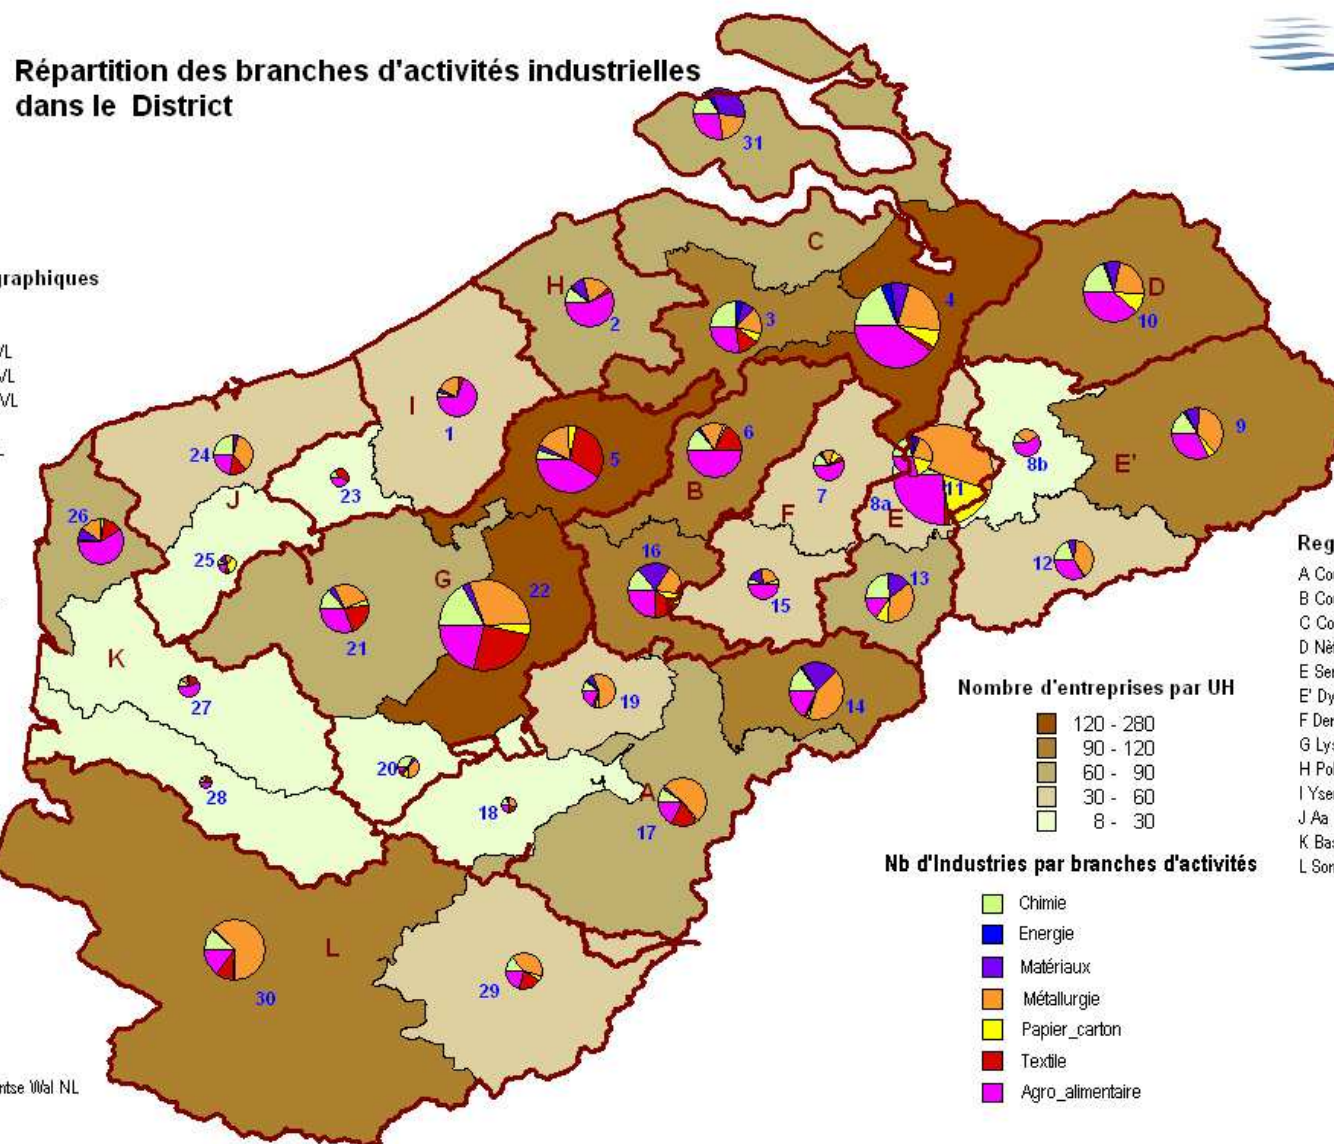 Répartition des branches d'activités industrielles
dans le District
graphiques
VL
VL
VL
L
ntse Wal NL
31
C
H
2
3
4
D
10
I
1
24
J
23
5
6
B
7
F
8a
E
11
8b
E'
9
12
26
25
G
22
21
16
15
13
K
27
28
20
19
18
A
17
14
L
30
29
Nombre d'entreprises par UH
120 - 280
90 - 120
60 - 90
30 - 60
8 - 30
Nb d'Industries par branches d'activités
Chimie
Energie
Matériaux
Métallurgie
Papier_carton
Textile
Agro_alimentaire
Reg
A Co
B Co
C Co
D Nè
E Se
E' Dy
F De
G Lys
H Pol
I Yse
J Aa
K Bas
L So